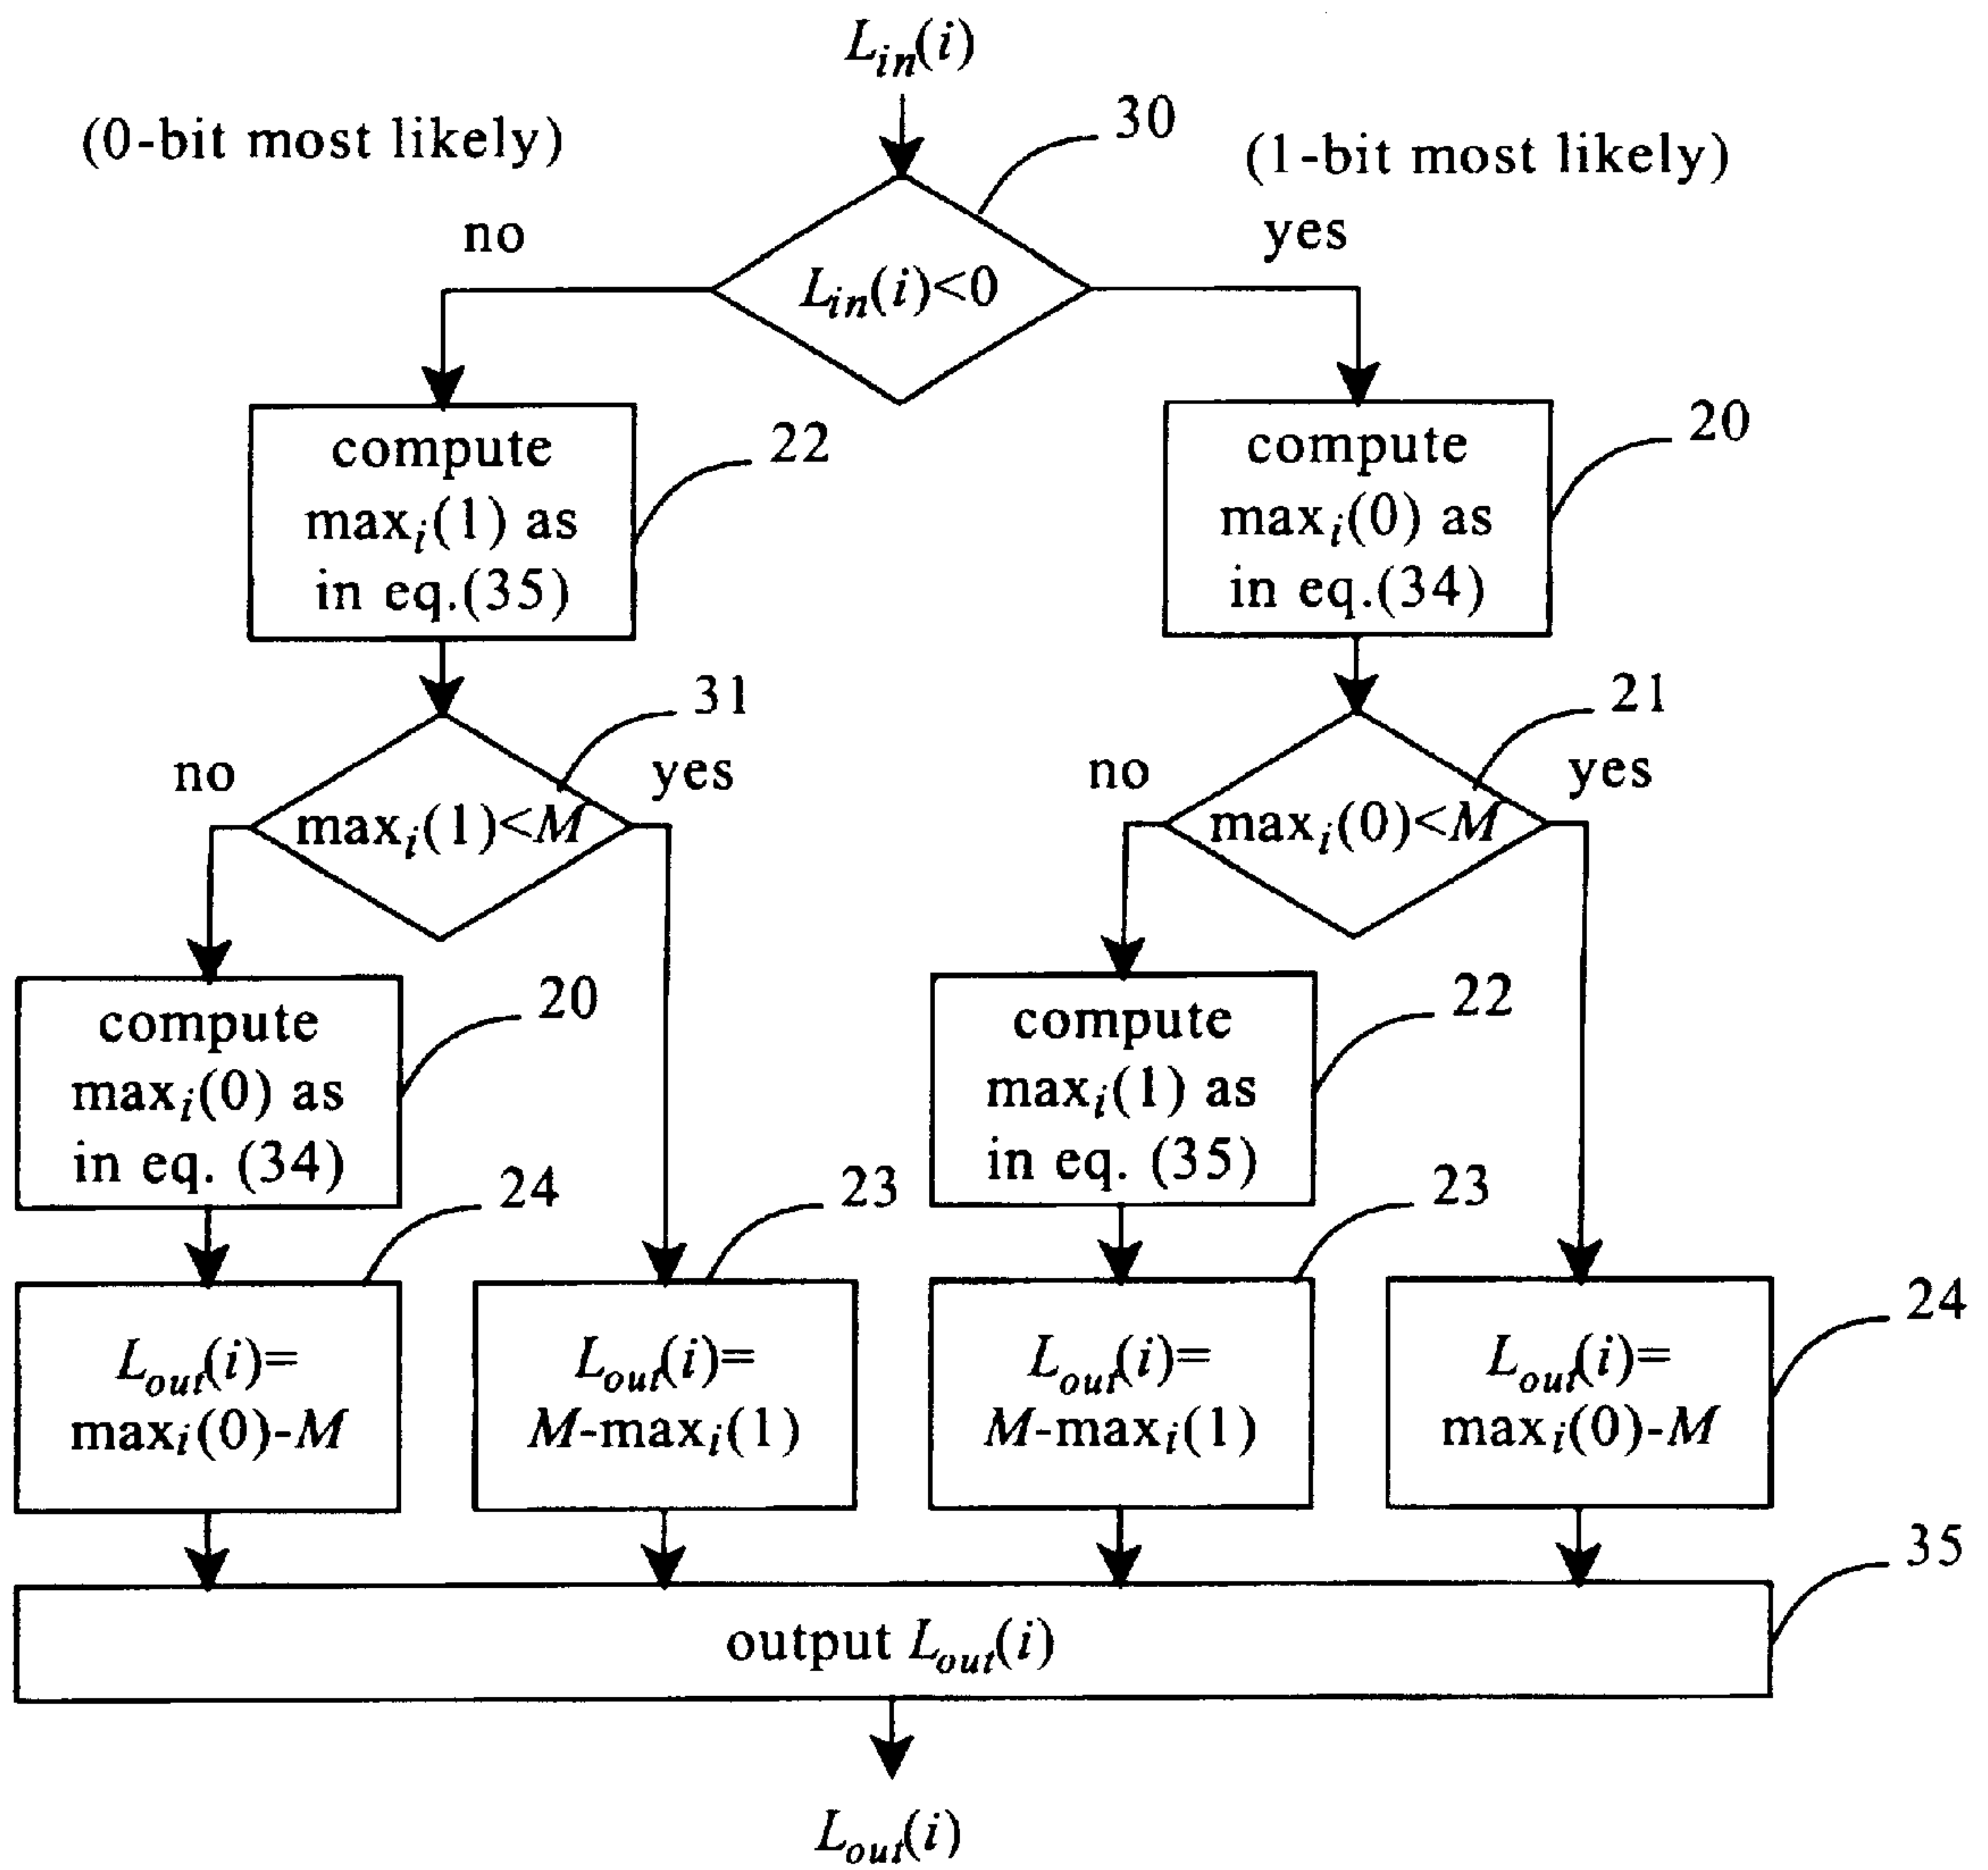 L_in(i)
30
(0-bit most likely)
(1-bit most likely)
no
yes
L_in(i)<0
compute
max_i(1) as
in eq.(35)
22
compute
max_i(0) as
in eq.(34)
20
31
no
yes
max_i(1)<M
21
no
yes
max_i(0)<M
compute
max_i(0) as
in eq. (34)
20
compute
max_i(1) as
in eq. (35)
22
24
23
23
L_out(i)=
max_i(0)-M
L_out(i)=
M-max_i(1)
L_out(i)=
M-max_i(1)
L_out(i)=
max_i(0)-M
24
35
output L_out(i)
L_out(i)